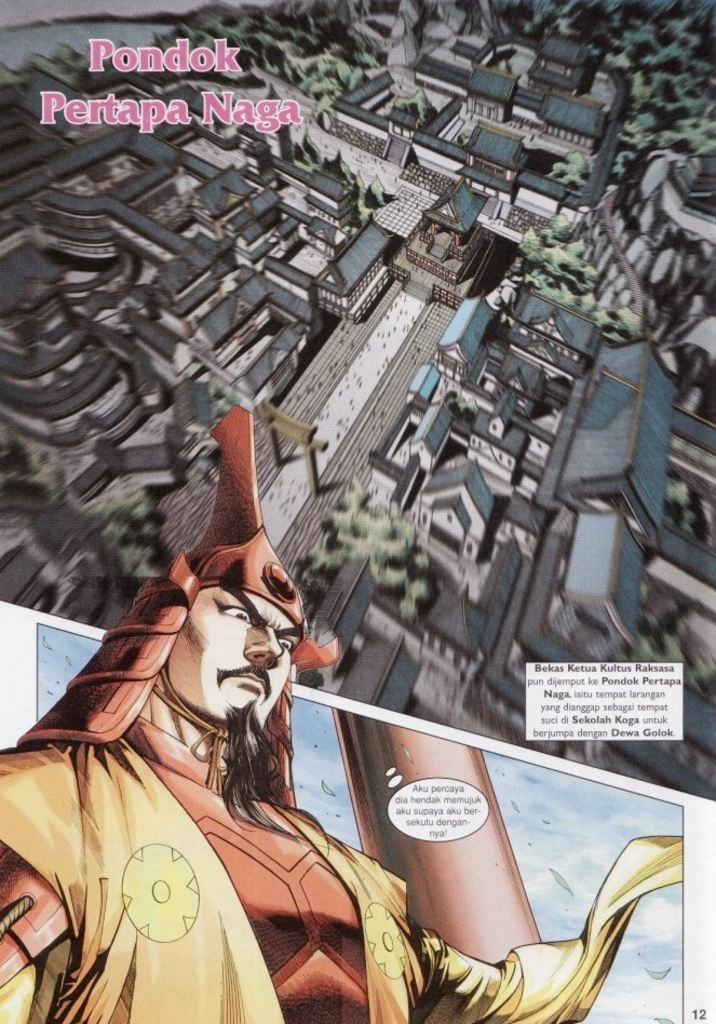 Pondok
Pertapa Naga
Bekas Ketua Kultus Raksasa
pun dijemput ke Pondok Pertapa
Naga, iaitu tempat larangan
yang dianggap sebagai tempat
suci di Sekolah Koga untuk
berjumpa dengan Dewa Golok.
Aku percaya
dia hendak memujuk
aku supaya aku ber-
sekutu dengan-
nya!
12